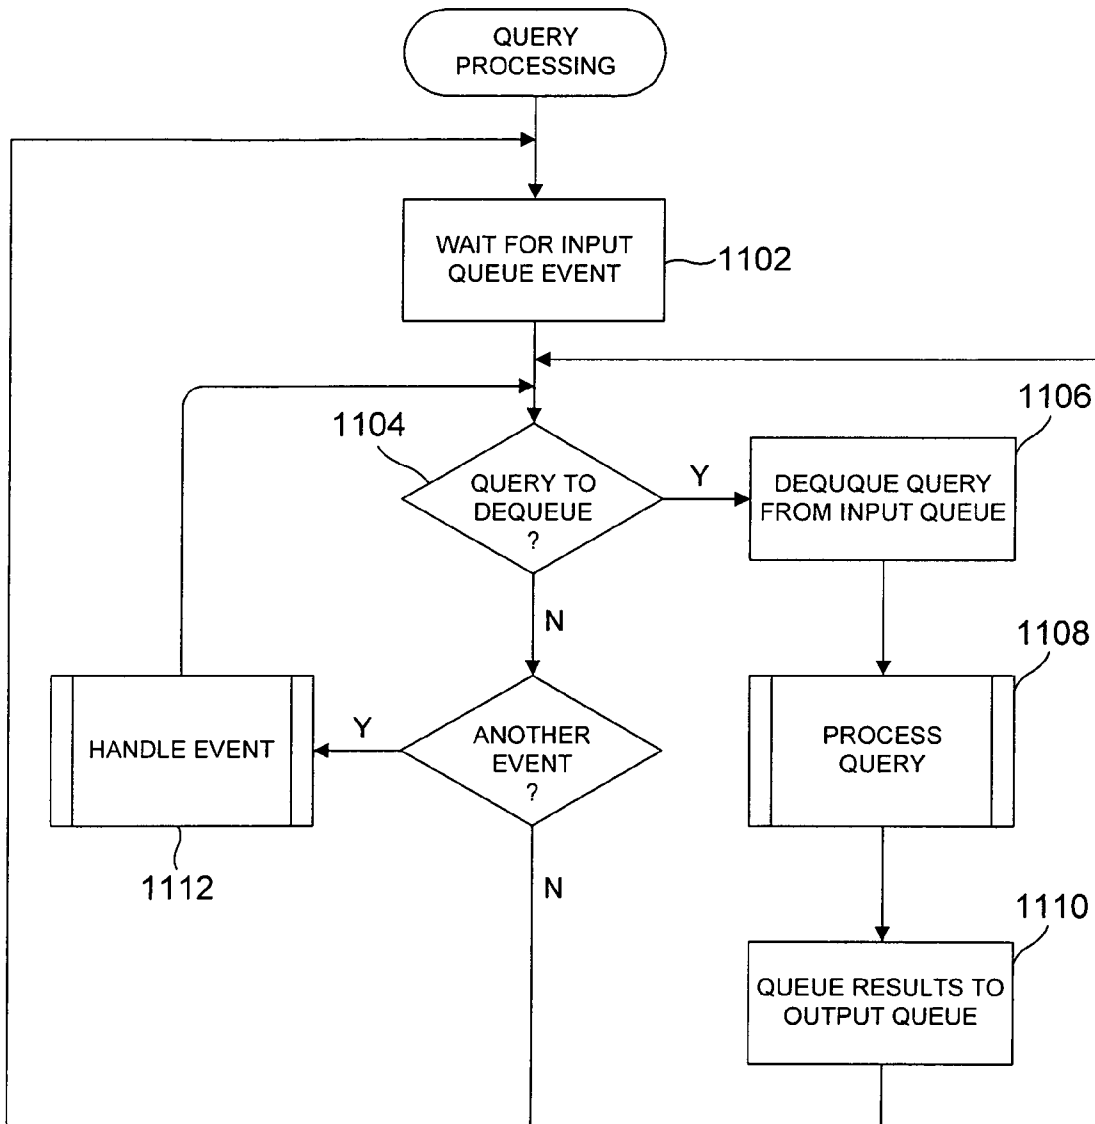 QUERY
PROCESSING
WAIT FOR INPUT
QUEUE EVENT
1102
1104
QUERY TO
DEQUEUE
?
Y
1106
DEQUQUE QUERY
FROM INPUT QUEUE
N
1108
PROCESS
QUERY
ANOTHER
EVENT
?
Y
HANDLE EVENT
1112
N
1110
QUEUE RESULTS TO
OUTPUT QUEUE